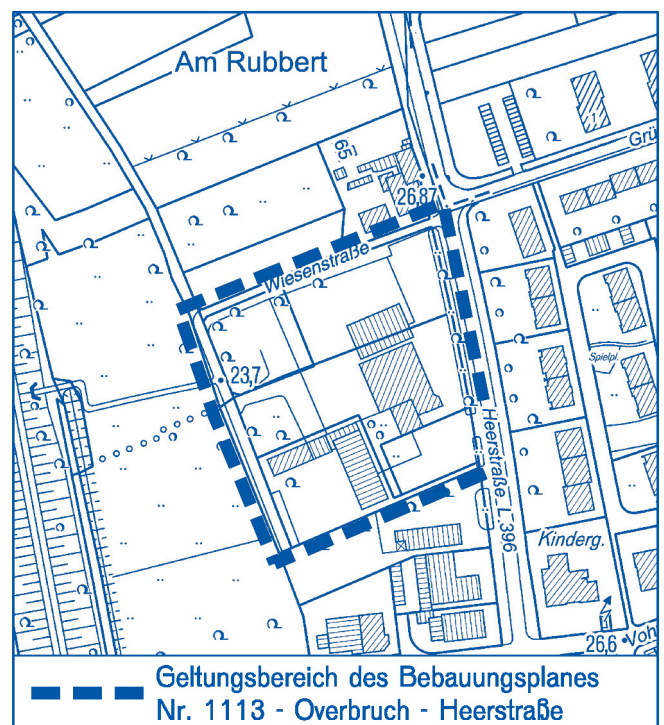 Am Rubbert
65
1
Grü
26,87
Wiesenstraße
23,7
Spielpl.
Heerstraße L 396
Kinderg.
26,6
Voh
Geltungsbereich des Bebauungsplanes
Nr. 1113 - Overbruch - Heerstraße